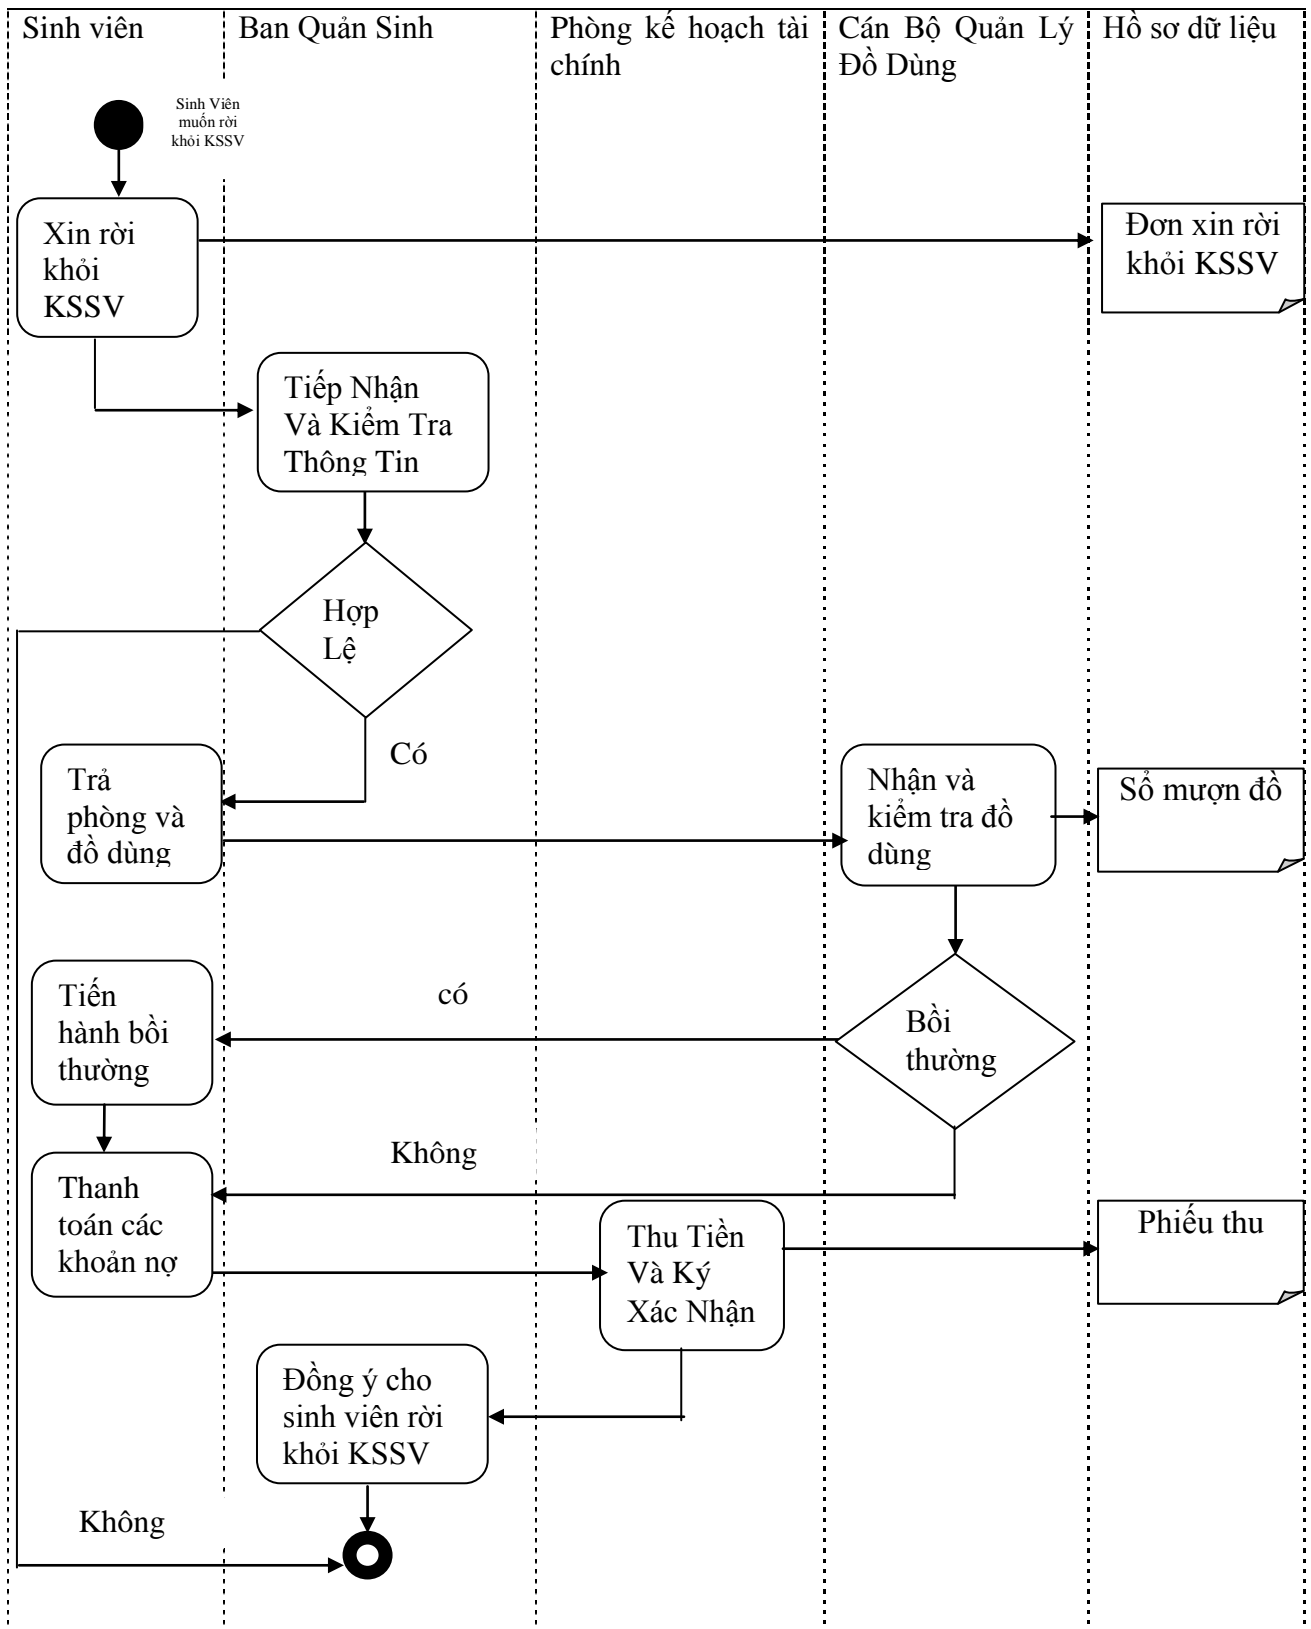 Sinh viên
Ban Quản Sinh
Phòng kế hoạch tài
chính
Cán Bộ Quản Lý
Đồ Dùng
Hồ sơ dữ liệu
Sinh Viên
muốn rời
khỏi KSSV
Xin rời
khỏi
KSSV
Đơn xin rời
khỏi KSSV
Tiếp Nhận
Và Kiểm Tra
Thông Tin
Hợp
Lệ
Có
Trả
phòng và
đồ dùng
Nhận và
kiểm tra đồ
dùng
Sổ mượn đồ
Tiến
hành bồi
thường
có
Bồi
thường
Không
Thanh
toán các
khoản nợ
Thu Tiền
Và Ký
Xác Nhận
Phiếu thu
Đồng ý cho
sinh viên rời
khỏi KSSV
Không